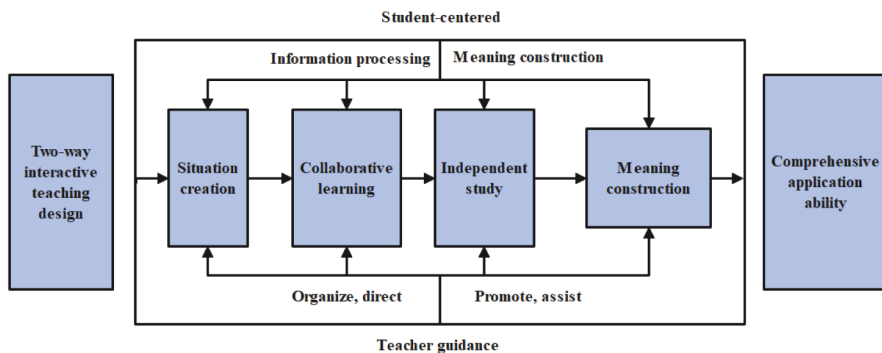 Student-centered
Information processing
Meaning construction
Two-way
interactive
teaching
design
Situation
creation
Collaborative
learning
Independent
study
Meaning
construction
Comprehensive
application
ability
Organize, direct
Promote, assist
Teacher guidance